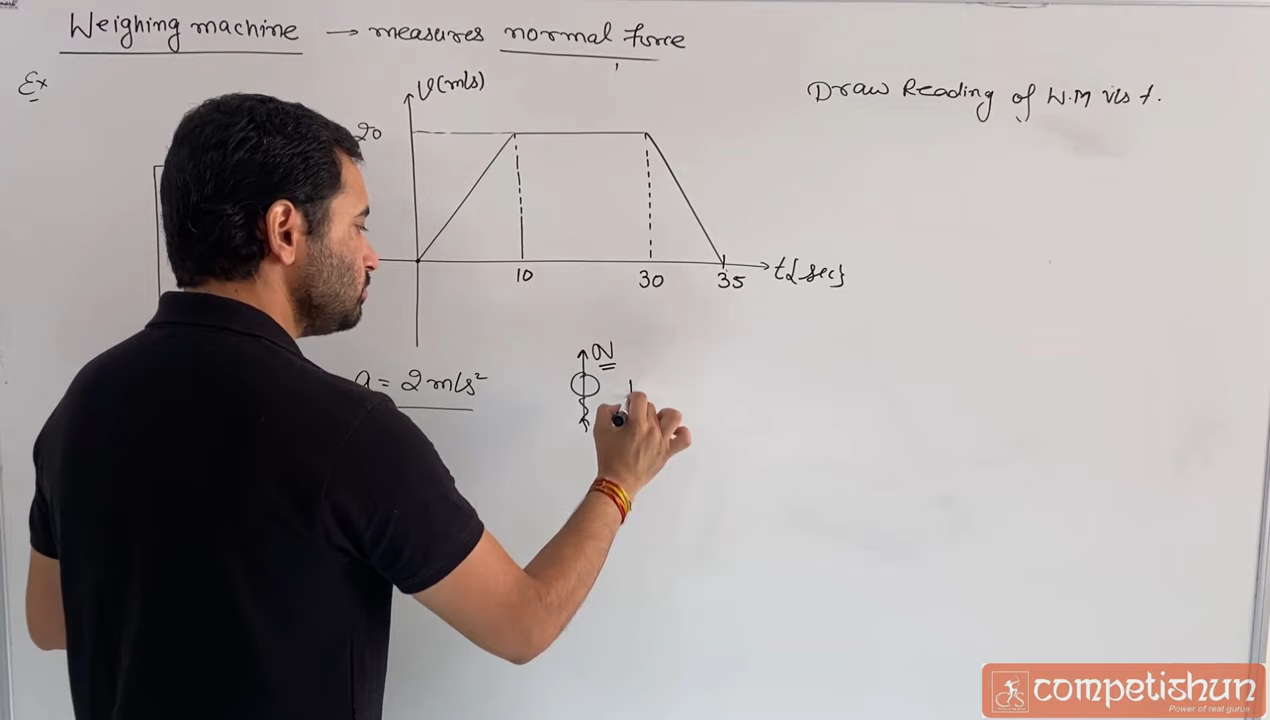 Weighing machine → measures normal force
Ex
V(m/s)
Draw Reading of W.M v/s t.
20
10
30
35
t{sec}
a = 2 m/s²
N
competishun
Power of real gurus